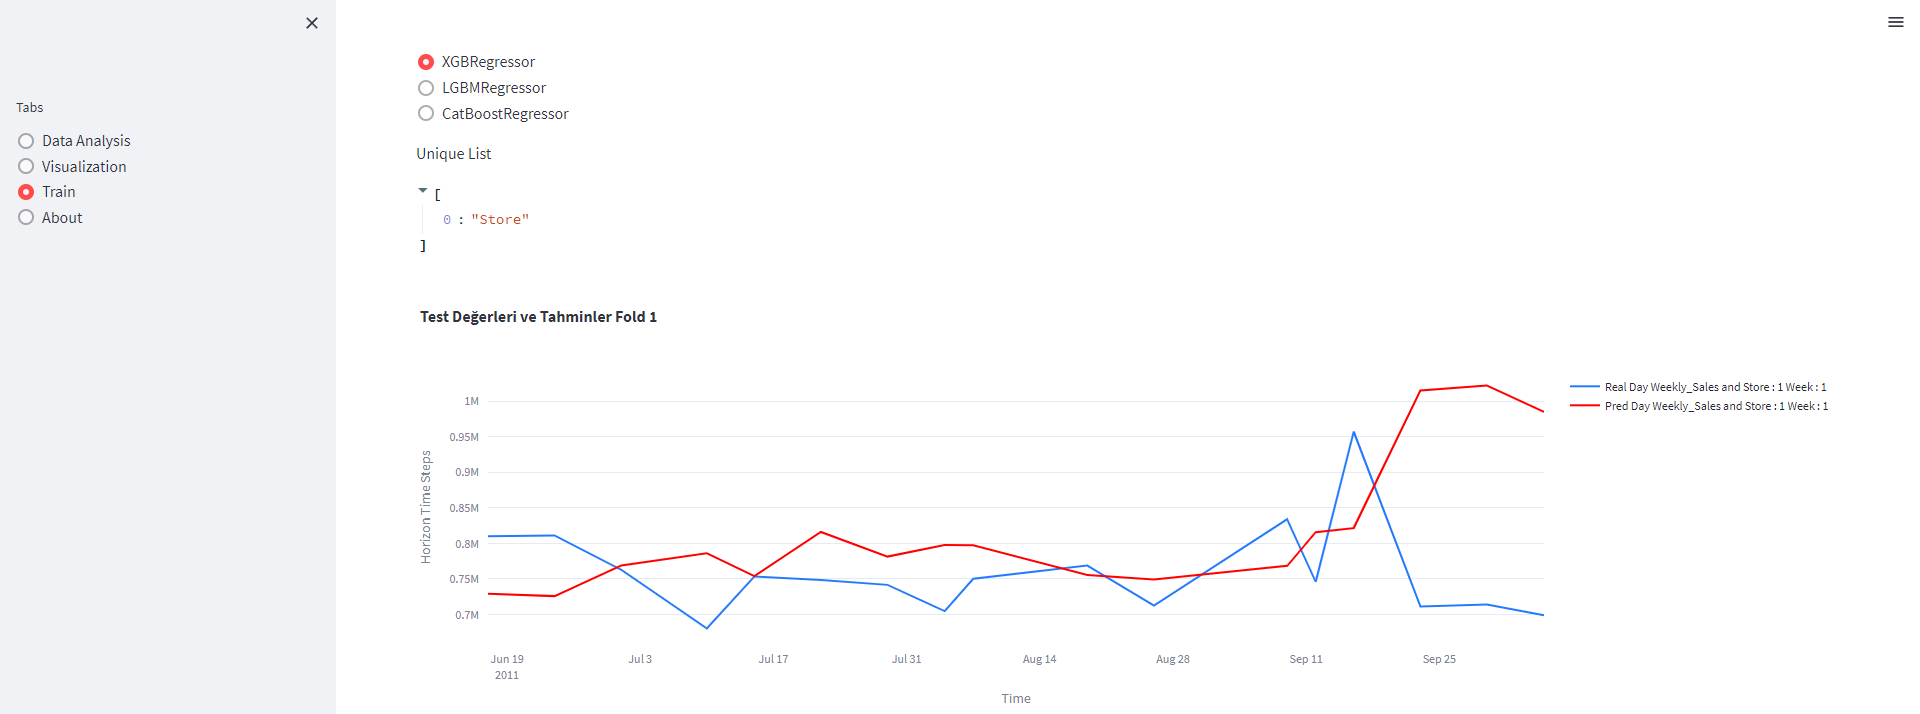 Tabs
Data Analysis
Visualization
Train
About
XGBRegressor
LGBMRegressor
CatBoostRegressor
Unique List
[
0 : "Store"
]
Test Değerleri ve Tahminler Fold 1
Real Day Weekly_Sales and Store : 1 Week : 1
Pred Day Weekly_Sales and Store : 1 Week : 1
Horizon Time Steps
1M
0.95M
0.9M
0.85M
0.8M
0.75M
0.7M
Jun 19
2011
Jul 3
Jul 17
Jul 31
Aug 14
Aug 28
Sep 11
Sep 25
Time